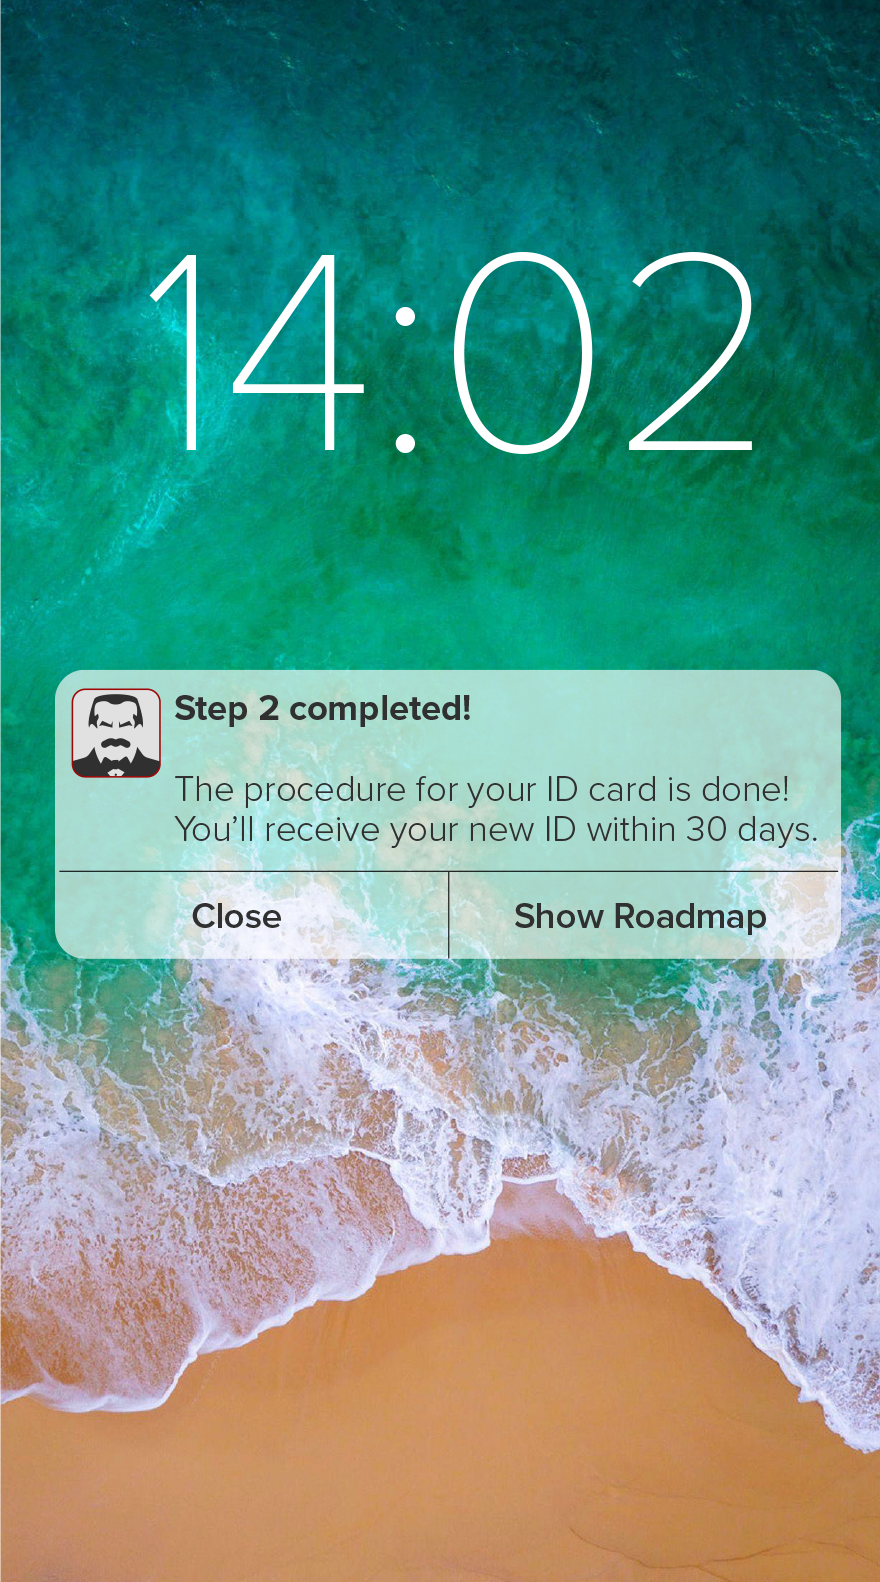 14:02
Step 2 completed!
The procedure for your ID card is done!
You’ll receive your new ID within 30 days.
Close
Show Roadmap